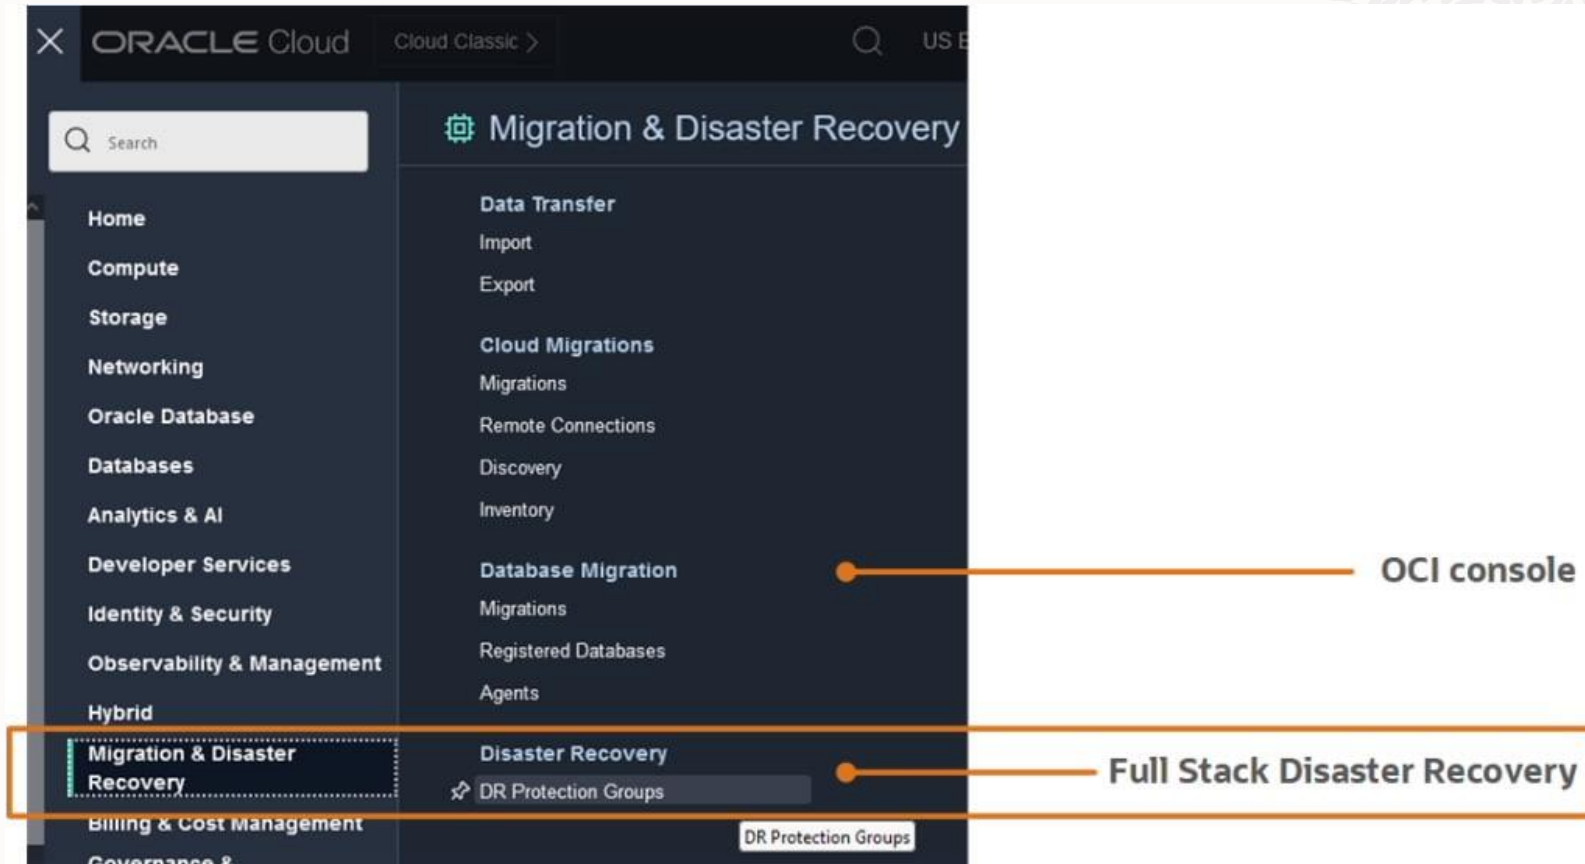 ORACLE Cloud
Cloud Classic >
US E
Search
Home
Compute
Storage
Networking
Oracle Database
Databases
Analytics & AI
Developer Services
Identity & Security
Observability & Management
Hybrid
Migration & Disaster
Recovery
Billing & Cost Management
Governance &
Migration & Disaster Recovery
Data Transfer
Import
Export
Cloud Migrations
Migrations
Remote Connections
Discovery
Inventory
Database Migration
Migrations
Registered Databases
Agents
Disaster Recovery
DR Protection Groups
DR Protection Groups
OCI console
Full Stack Disaster Recovery